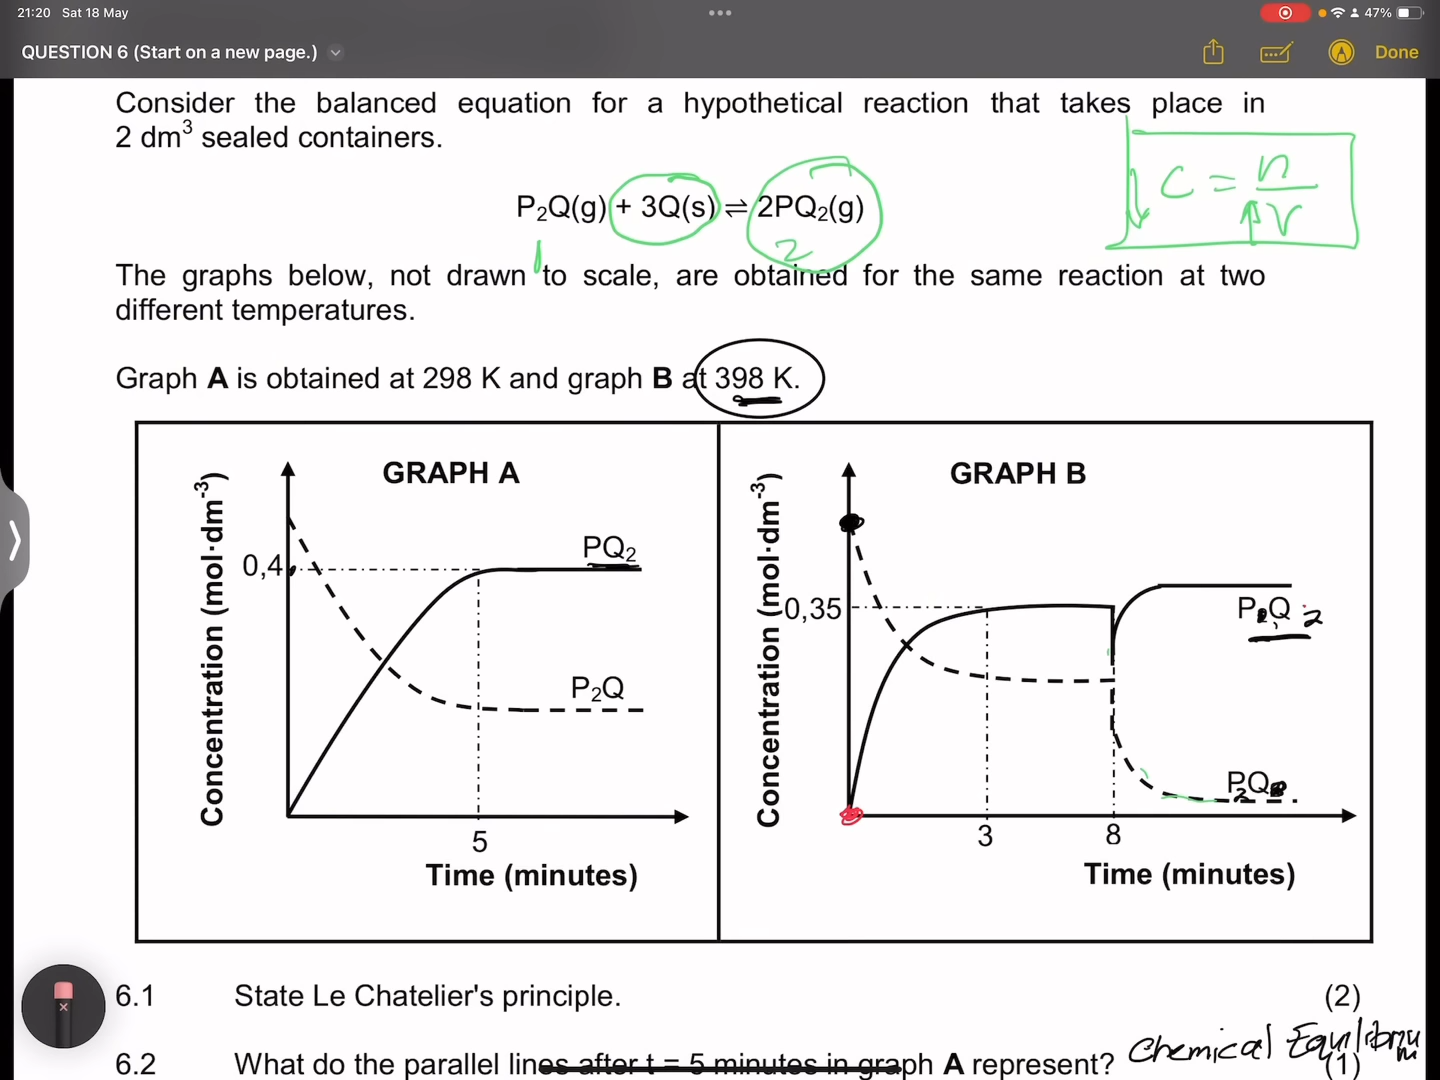 21:20 Sat 18 May
47%
QUESTION 6 (Start on a new page.)
Done
Consider the balanced equation for a hypothetical reaction that takes place in
2 dm³ sealed containers.
C = n/V
P₂Q(g) + 3Q(s) ⇌ 2PQ₂(g)
1 2
The graphs below, not drawn to scale, are obtained for the same reaction at two
different temperatures.
Graph A is obtained at 298 K and graph B at 398 K.
GRAPH A
Concentration (mol·dm⁻³)
0,4
PQ₂
P₂Q
5
Time (minutes)
GRAPH B
Concentration (mol·dm⁻³)
0,35
PQ 2
P2Q
3
8
Time (minutes)
6.1 State Le Chatelier's principle. (2)
6.2 What do the parallel lines after t = 5 minutes in graph A represent? (1)
Chemical Equilibrium